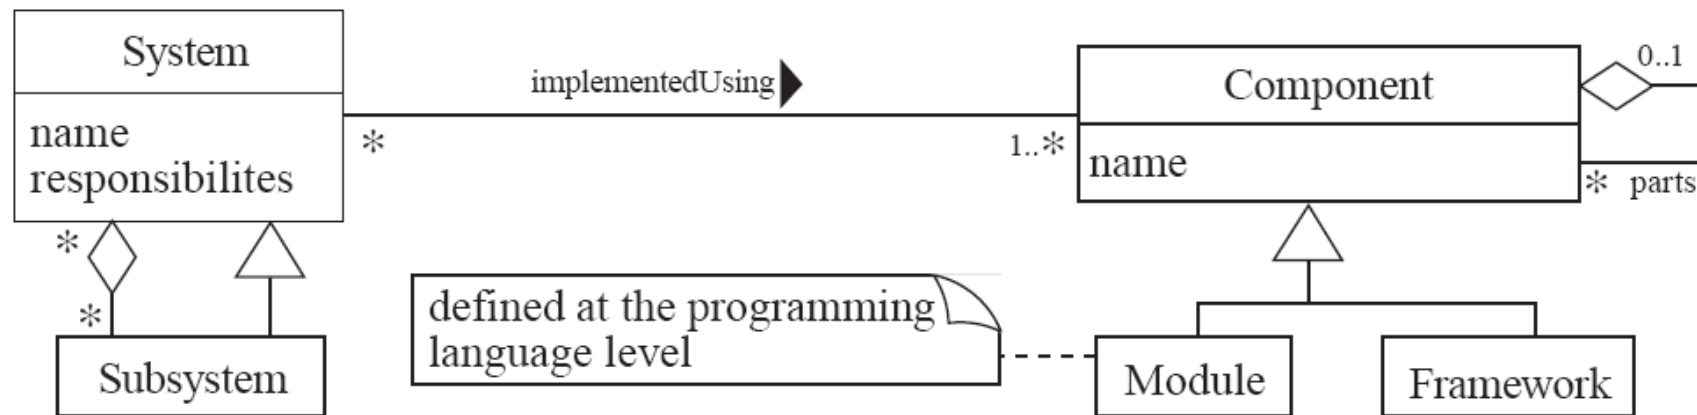 System
name
responsibilites
*
*
Subsystem
implementedUsing
*
1..*
defined at the programming
language level
Component
name
0..1
* parts
Module
Framework